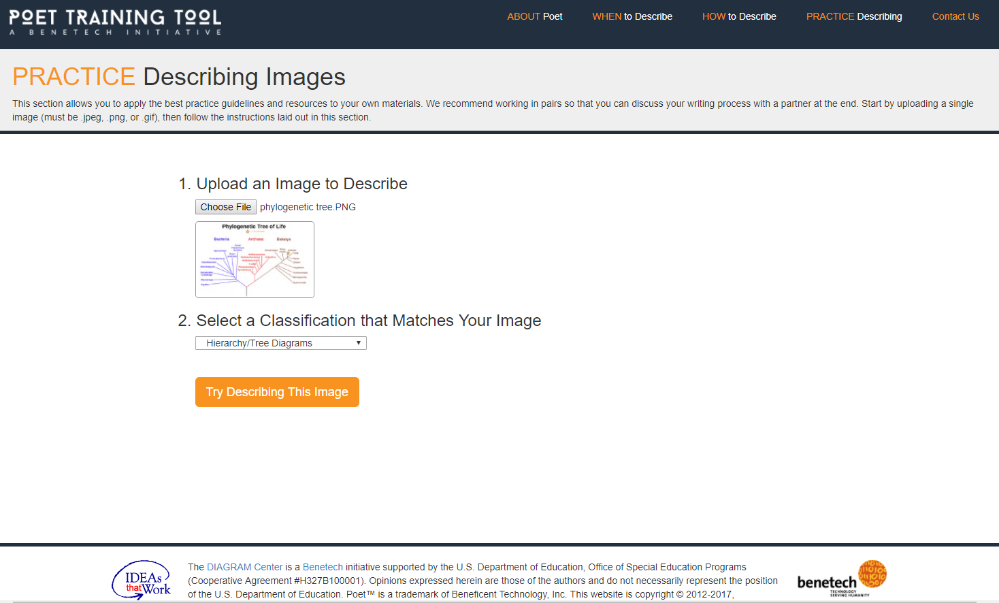 POET TRAINING TOOL
A BENETECH INITIATIVE
ABOUT Poet
WHEN to Describe
HOW to Describe
PRACTICE Describing
Contact Us
PRACTICE Describing Images
This section allows you to apply the best practice guidelines and resources to your own materials. We recommend working in pairs so that you can discuss your writing process with a partner at the end. Start by uploading a single
image (must be .jpeg, .png, or .gif), then follow the instructions laid out in this section.
1. Upload an Image to Describe
Choose File phylogenetic tree.PNG
Phylogenetic Tree of Life
Bacteria Archaea Eukarya
2. Select a Classification that Matches Your Image
Hierarchy/Tree Diagrams
Try Describing This Image
IDEAs
that Work
The DIAGRAM Center is a Benetech initiative supported by the U.S. Department of Education, Office of Special Education Programs
(Cooperative Agreement #H327B100001). Opinions expressed herein are those of the authors and do not necessarily represent the position
of the U.S. Department of Education. Poet™ is a trademark of Beneficent Technology, Inc. This website is copyright © 2012-2017,
benetech
TECHNOLOGY
SERVING HUMANITY